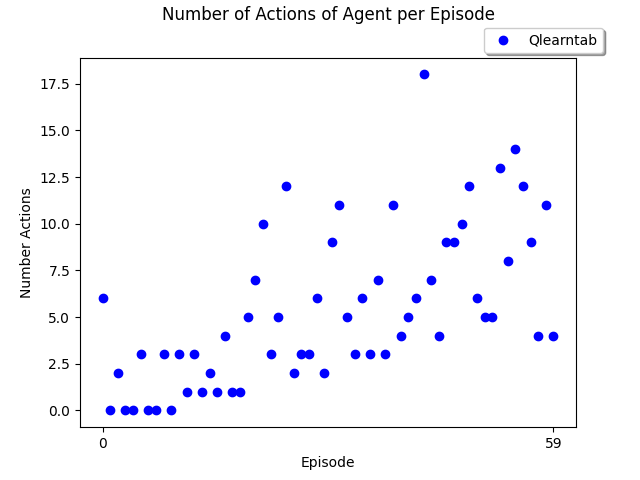 Number of Actions of Agent per Episode
Qlearntab
17.5
15.0
12.5
10.0
7.5
5.0
2.5
0.0
Number Actions
0
59
Episode